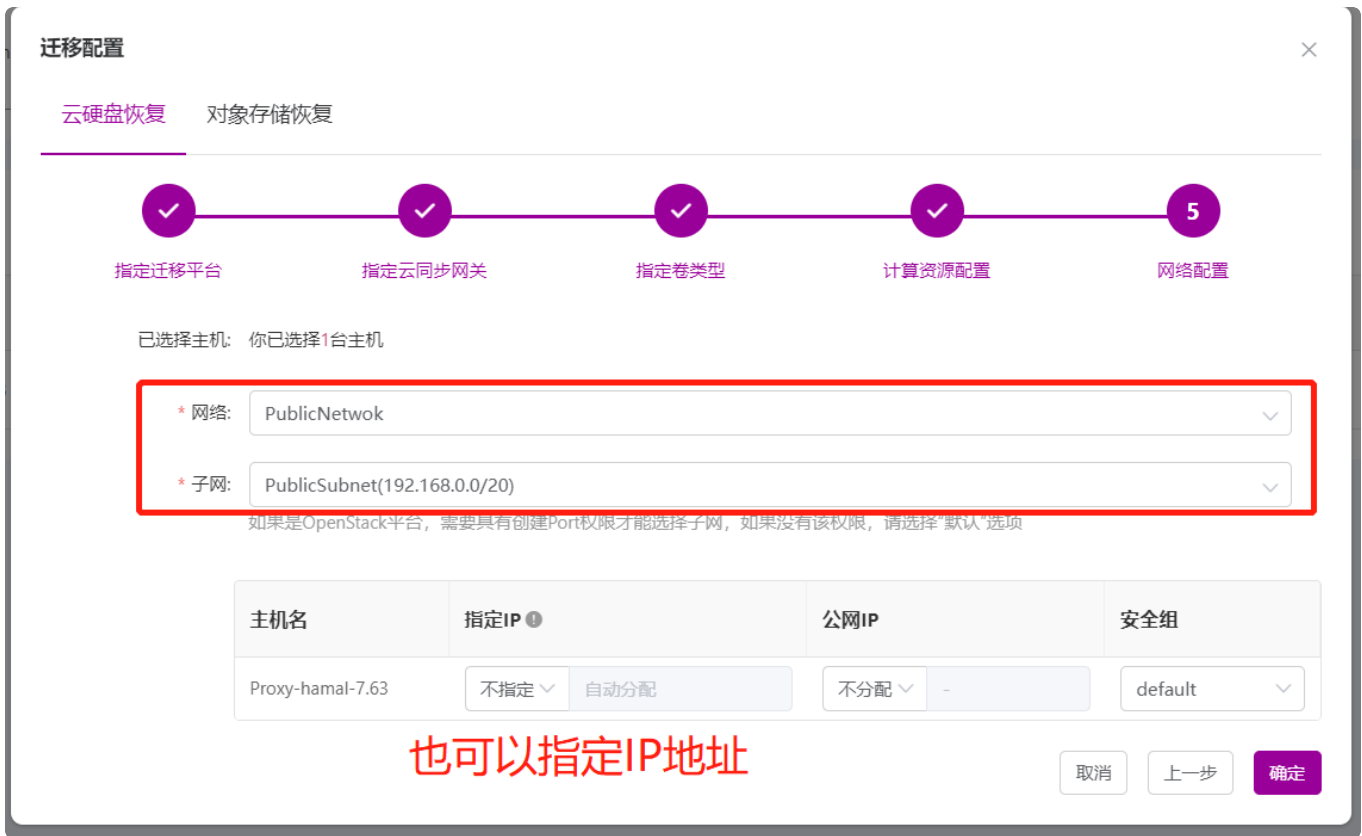 迁移配置
云硬盘恢复 对象存储恢复
5
指定迁移平台 指定云同步网关 指定卷类型 计算资源配置 网络配置
已选择主机: 你已选择1台主机
* 网络: PublicNetwok
* 子网: PublicSubnet(192.168.0.0/20)
如果是OpenStack平台，需要具有创建Port权限才能选择子网，如果没有该权限，请选择“默认”选项
主机名 指定IP 公网IP 安全组
Proxy-hamal-7.63 不指定 自动分配 不分配 - default
也可以指定IP地址
取消 上一步 确定